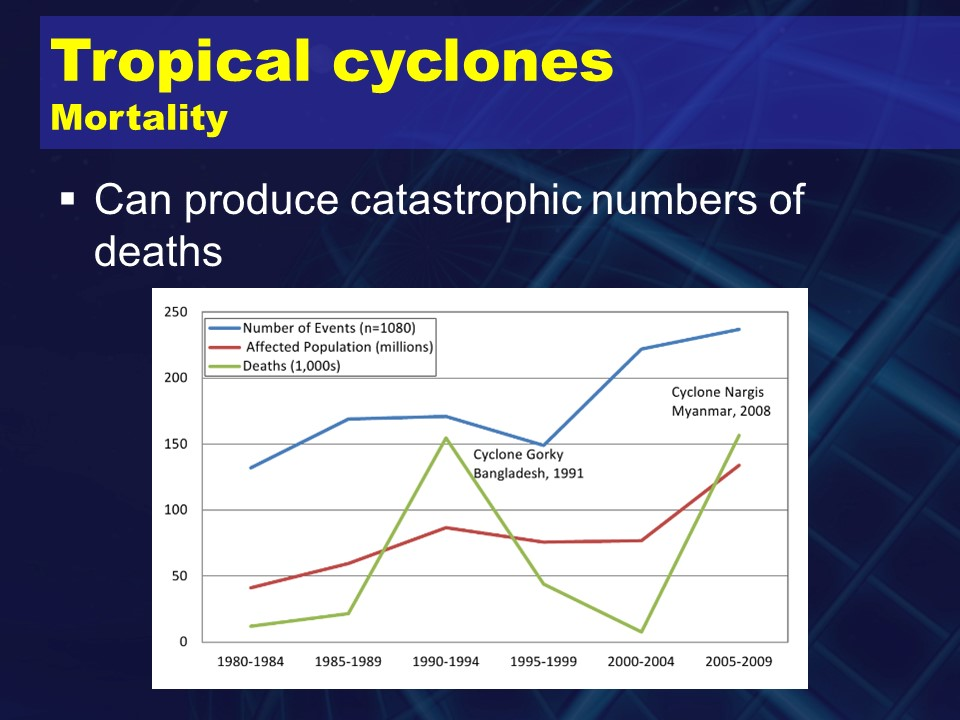 Tropical cyclones
Mortality
▪ Can produce catastrophic numbers of
deaths
250
200
150
100
50
0
Number of Events (n=1080)
Affected Population (millions)
Deaths (1,000s)
Cyclone Nargis
Myanmar, 2008
Cyclone Gorky
Bangladesh, 1991
1980-1984 1985-1989 1990-1994 1995-1999 2000-2004 2005-2009